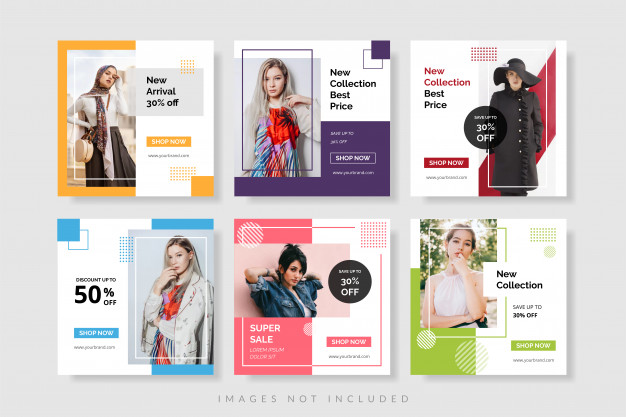 New
Arrival
30% off
SHOP NOW
www.yourbrand.com
New
Collection
Best
Price
SAVE UP TO
30% OFF
SHOP NOW
www.yourbrand.com
New
Collection
Best
Price
SAVE UP TO
30%
OFF
SHOP NOW
www.yourbrand.com
DISCOUNT UP TO
50%
OFF
SHOP NOW
www.yourbrand.com
SAVE UP TO
30%
OFF
SUPER
SALE
LOREM IPSUM
DOLOR SIT
SHOP NOW
www.yourbrand.com
New
Collection
SAVE UP TO
30% OFF
SHOP NOW
www.yourbrand.com
IMAGES NOT INCLUDED